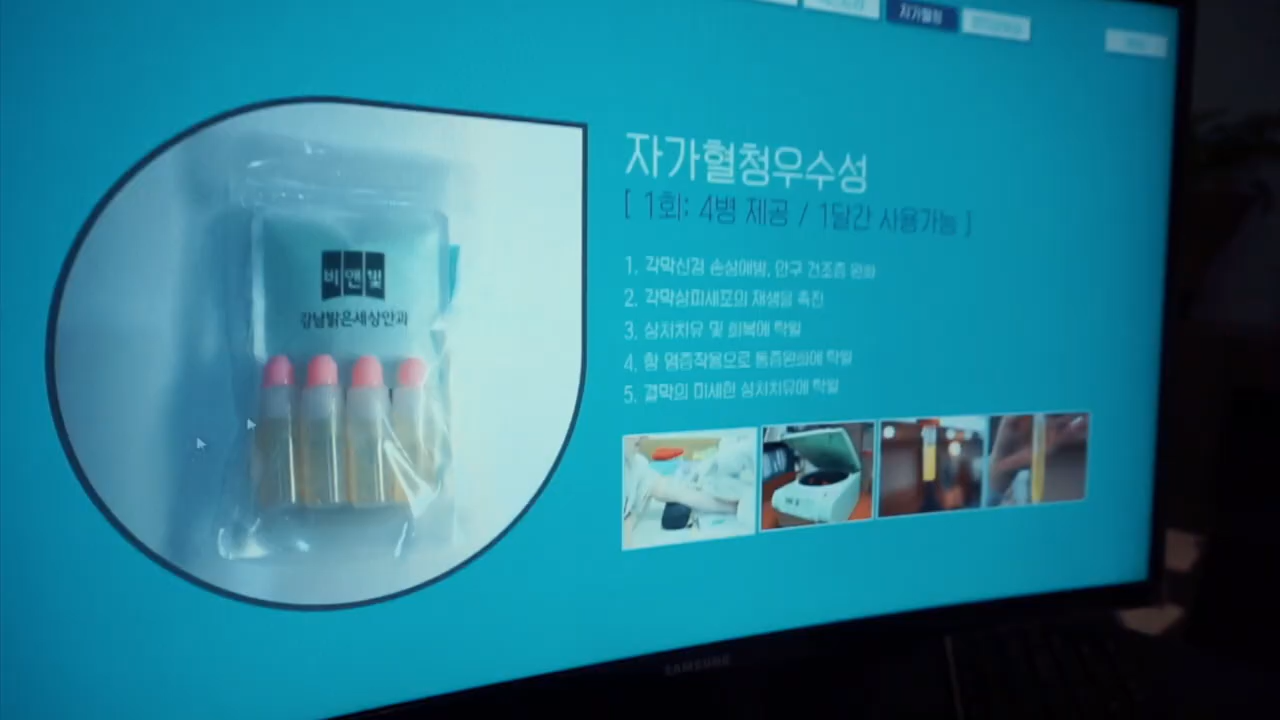 자가혈청
자가혈청우수성
[ 1회: 4병 제공 / 1달간 사용가능 ]
1. 각막신경 손상예방, 안구 건조증 완화
2. 각막상피세포의 재생을 촉진
3. 상처치유 및 회복에 탁월
4. 항 염증작용으로 통증완화에 탁월
5. 결막의 미세한 상처치유에 탁월
비앤빛
강남밝은세상안과
SAMSUNG